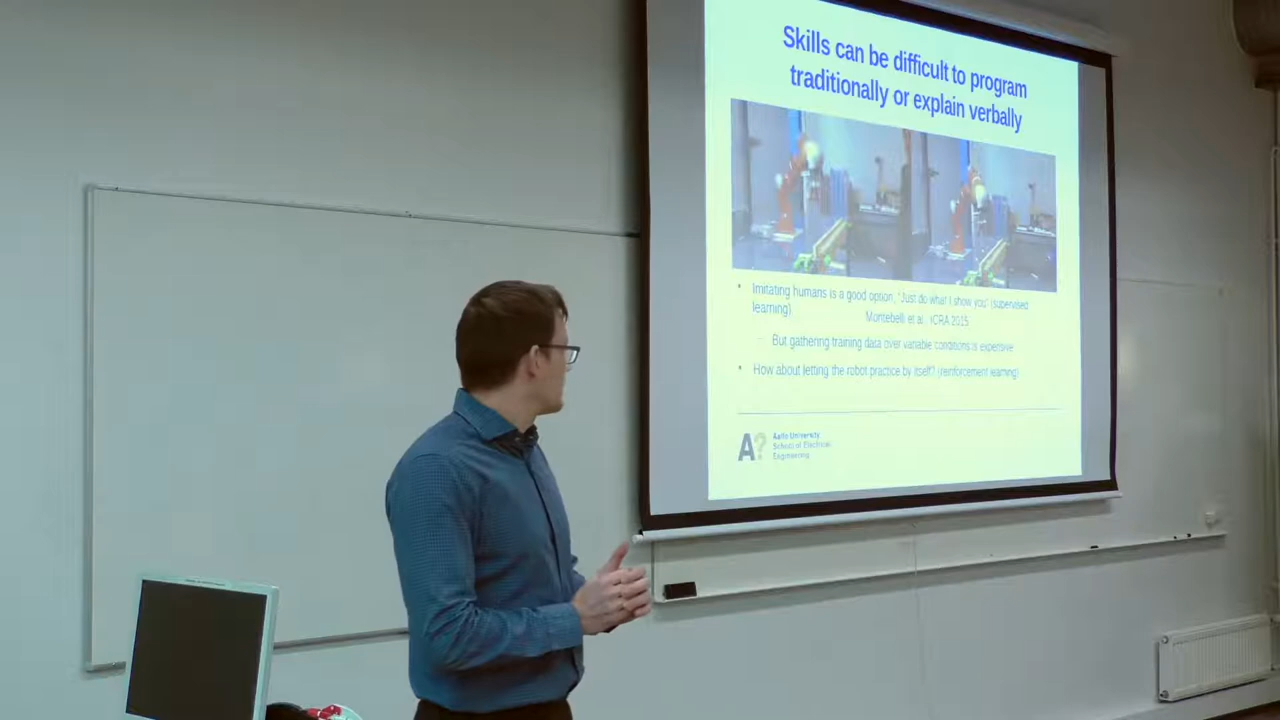 Skills can be difficult to program
traditionally or explain verbally
Imitating humans is a good option, "Just do what I show you" (supervised
learning)
Montebelli et al., ICRA 2015
But gathering training data over variable conditions is expensive
How about letting the robot practice by itself? (reinforcement learning)
A?
Aalto University
School of Electrical
Engineering